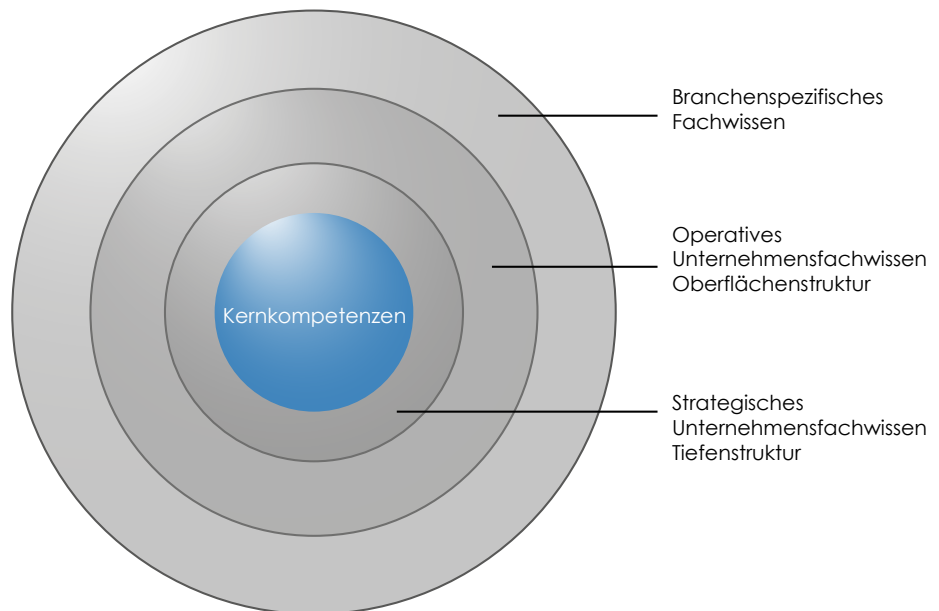 Branchenspezifisches
Fachwissen
Operatives
Unternehmensfachwissen
Oberflächenstruktur
Kernkompetenzen
Strategisches
Unternehmensfachwissen
Tiefenstruktur